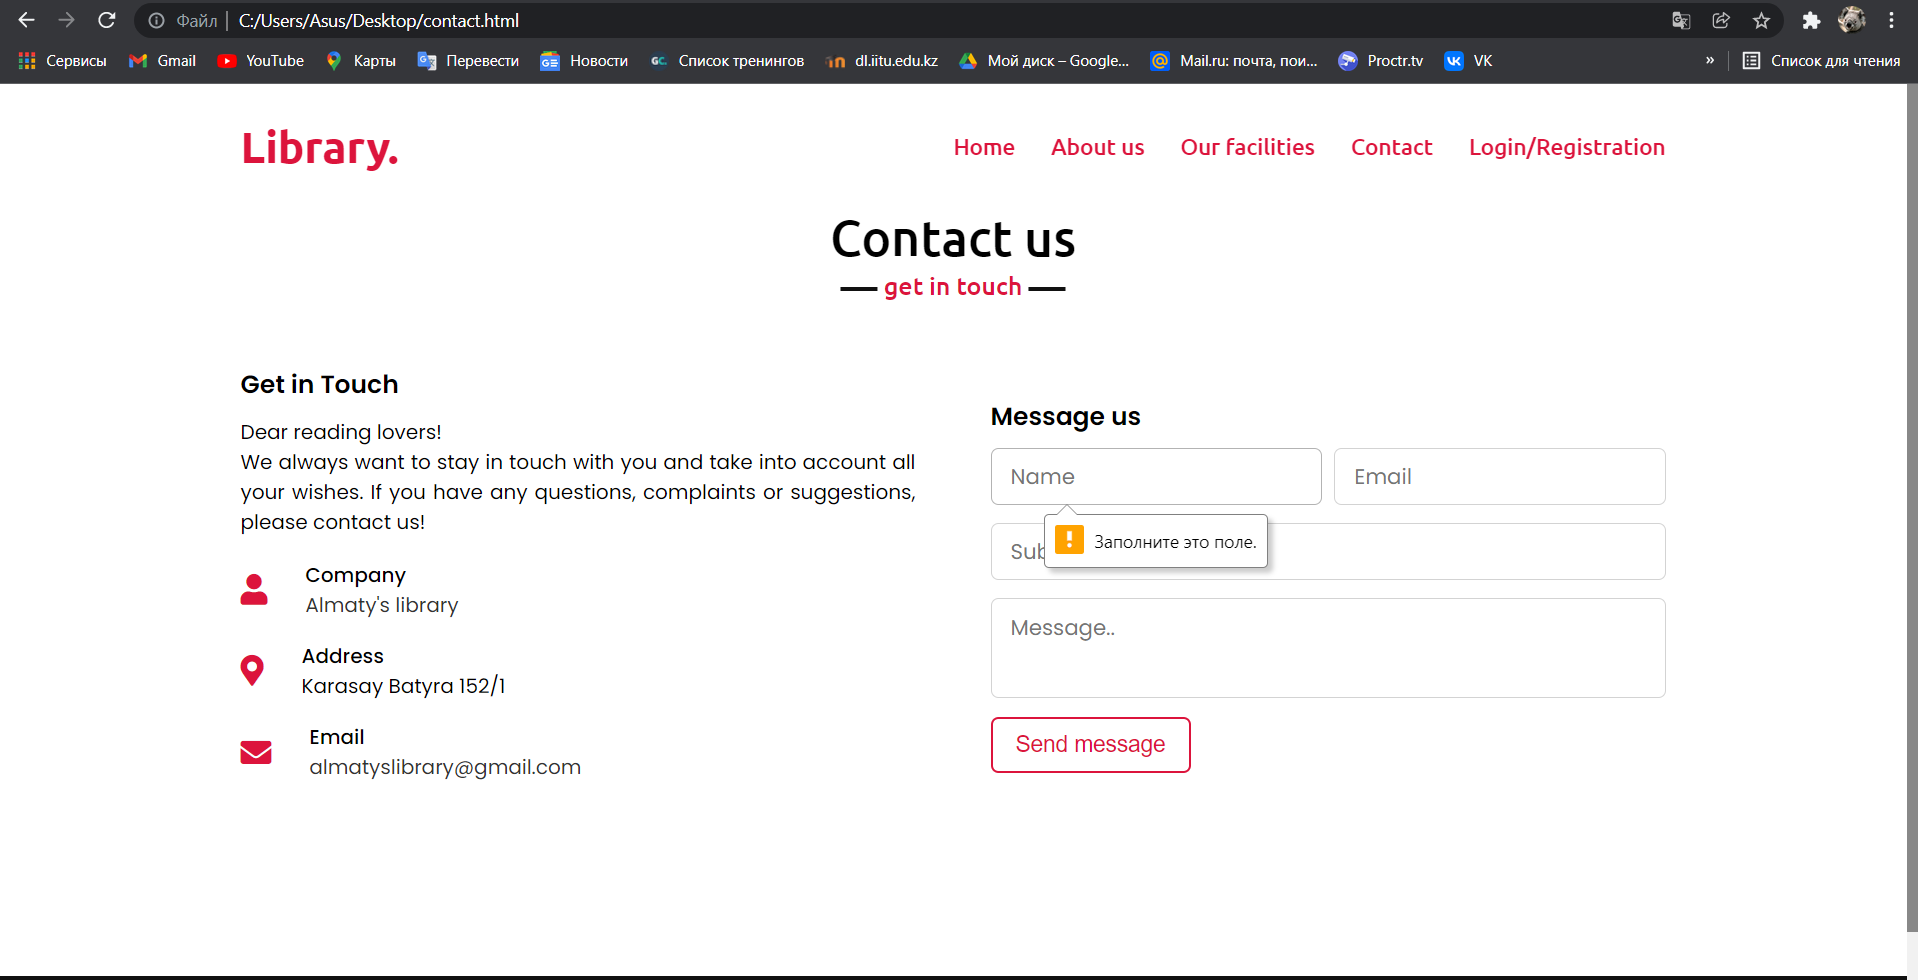 Файл | C:/Users/Asus/Desktop/contact.html
Сервисы Gmail YouTube Карты Перевести Новости GC Список тренингов dl.iitu.edu.kz Мой диск – Google... Mail.ru: почта, пои... Proctr.tv VK » Список для чтения
Library. Home About us Our facilities Contact Login/Registration
Contact us
get in touch
Get in Touch
Dear reading lovers!
We always want to stay in touch with you and take into account all
your wishes. If you have any questions, complaints or suggestions,
please contact us!
Company
Almaty's library
Address
Karasay Batyra 152/1
Email
almatyslibrary@gmail.com
Message us
Name Email
Заполните это поле.
Sub
Message..
Send message